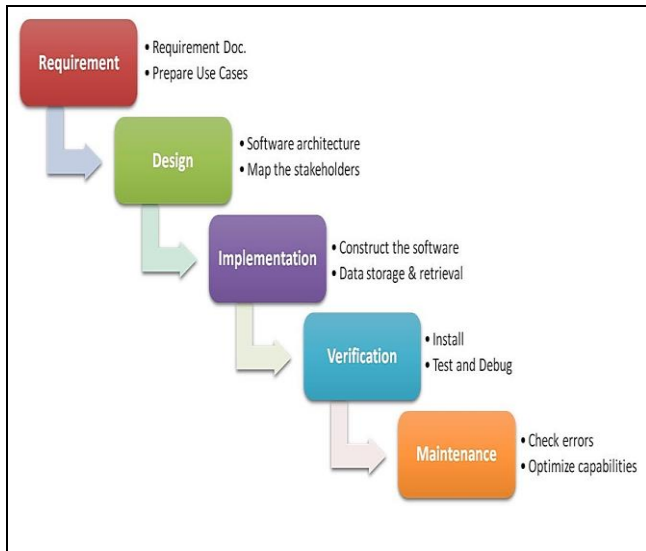 Requirement
• Requirement Doc.
• Prepare Use Cases
Design
• Software architecture
• Map the stakeholders
Implementation
• Construct the software
• Data storage & retrieval
Verification
• Install
• Test and Debug
Maintenance
• Check errors
• Optimize capabilities